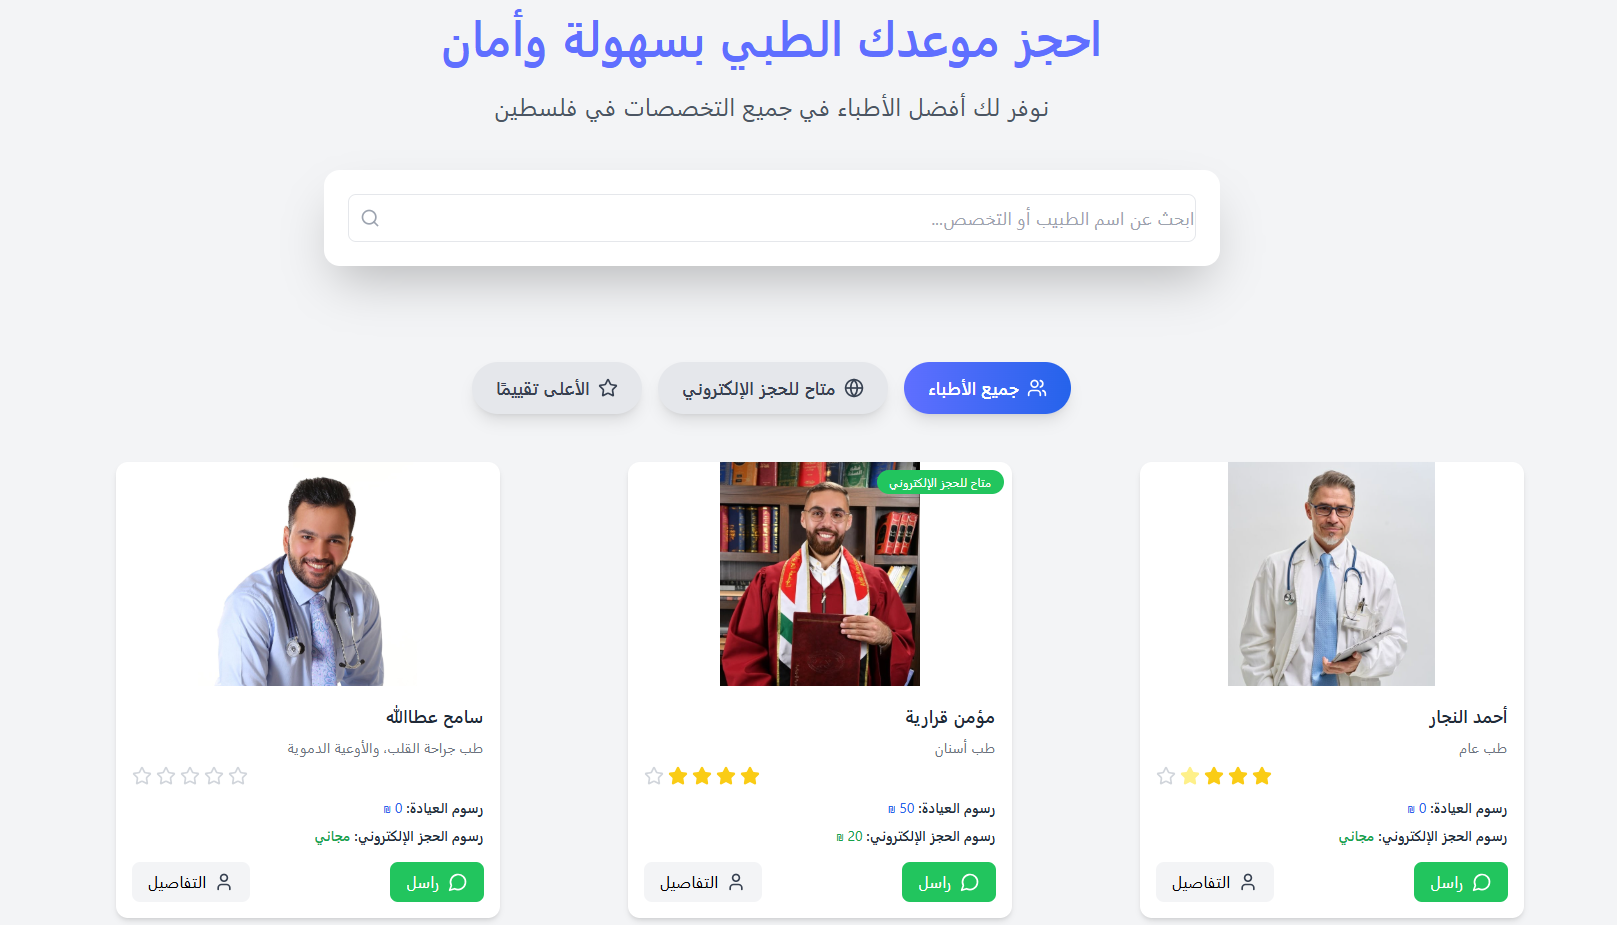 احجز موعدك الطبي بسهولة وأمان
نوفر لك أفضل الأطباء في جميع التخصصات في فلسطين
ابحث عن اسم الطبيب أو التخصص...
جميع الأطباء
متاح للحجز الإلكتروني
الأعلى تقييمًا
أحمد النجار
طب عام
رسوم العيادة: 0 ₪
رسوم الحجز الإلكتروني: مجاني
راسل
التفاصيل
متاح للحجز الإلكتروني
مؤمن قرارية
طب أسنان
رسوم العيادة: 50 ₪
رسوم الحجز الإلكتروني: 20 ₪
راسل
التفاصيل
سامح عطاالله
طب جراحة القلب، والأوعية الدموية
رسوم العيادة: 0 ₪
رسوم الحجز الإلكتروني: مجاني
راسل
التفاصيل